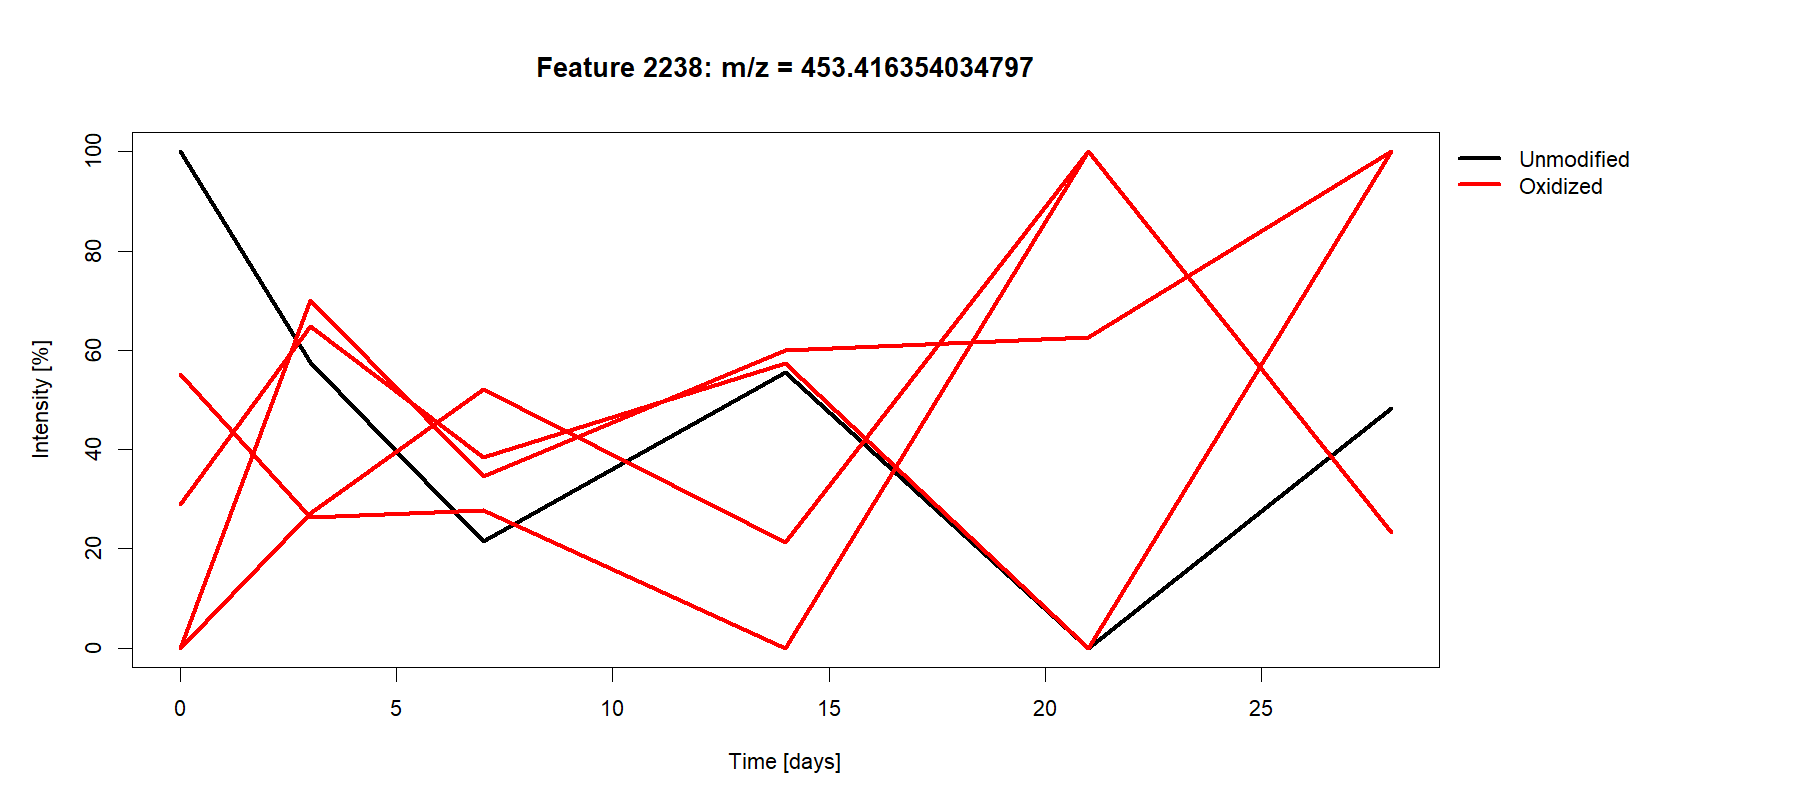 Feature 2238: m/z = 453.416354034797
Unmodified
Oxidized
Intensity [%]
100
80
60
40
20
0
0 5 10 15 20 25
Time [days]